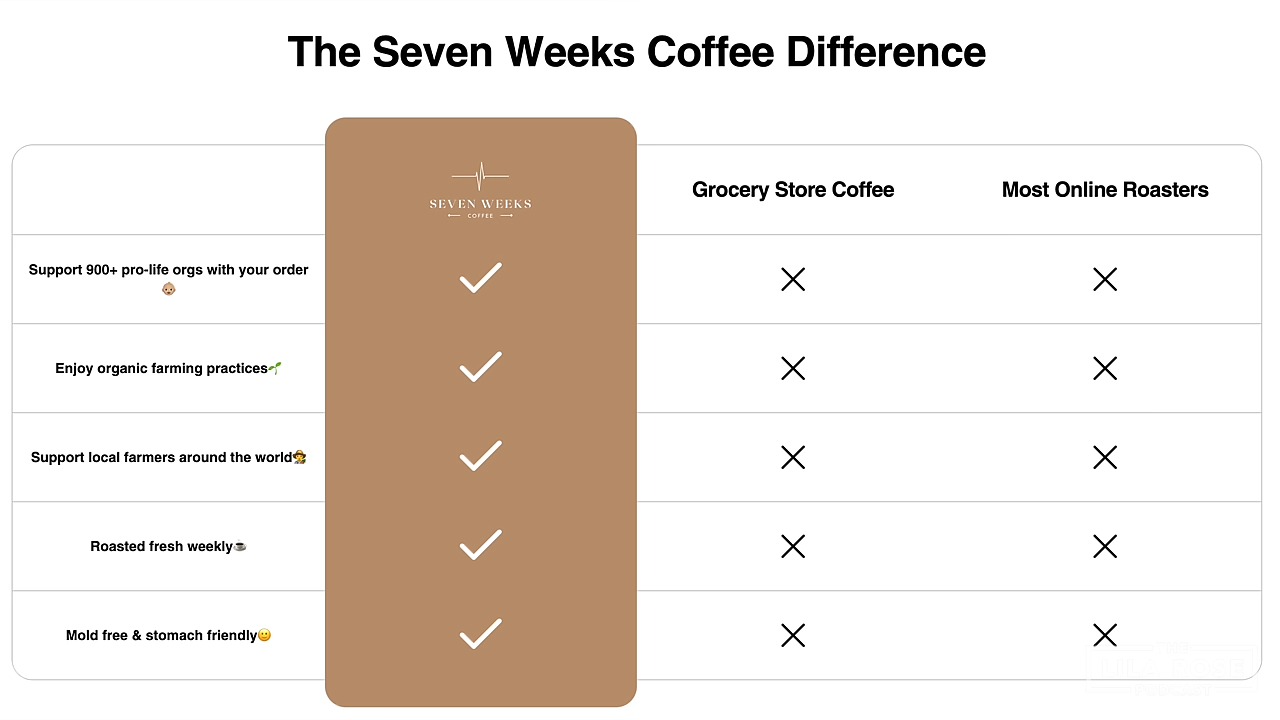 The Seven Weeks Coffee Difference
SEVEN WEEKS
COFFEE
Grocery Store Coffee
Most Online Roasters
Support 900+ pro-life orgs with your order
Enjoy organic farming practices
Support local farmers around the world
Roasted fresh weekly
Mold free & stomach friendly